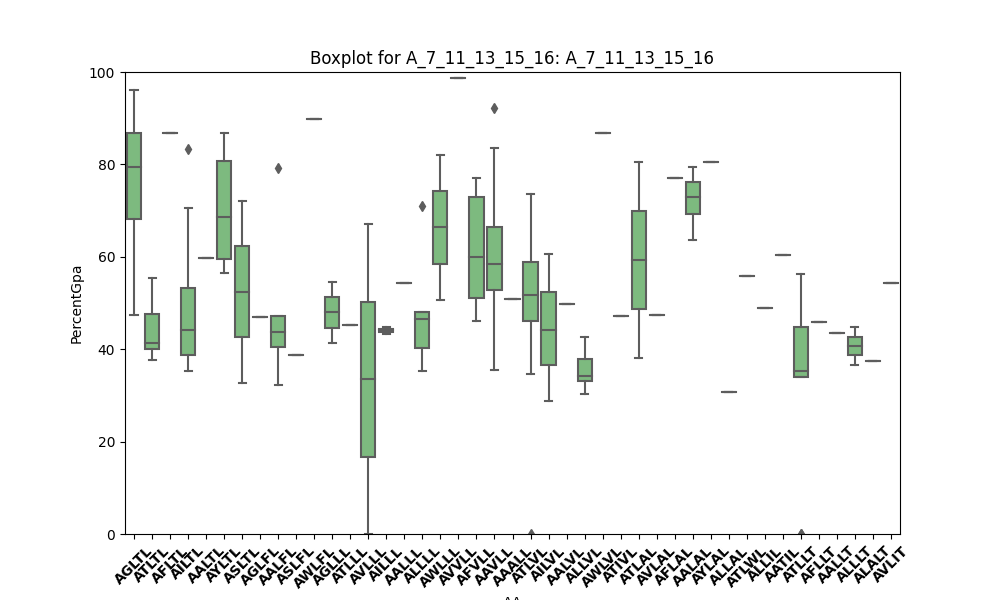 Boxplot for A_7_11_13_15_16: A_7_11_13_15_16
100
80
60
40
20
0
PercentGpa
AGLTL
ATLTL
AFLTL
AILTL
AALTL
AYLTL
ASLTL
AGLFL
AALFL
ASLFL
AWLFL
AGLLL
ATLLL
AVLLL
AILLL
AALLL
ALLLL
AWLLL
AVVLL
AFVLL
AAVLL
AAALL
ATLVL
AILVL
AALVL
ALLVL
AWLVL
ATIVL
ATLAL
AVLAL
AFLAL
AALAL
AYLAL
ALLAL
ATLWL
ALLIL
AATIL
ATLLT
AFLLT
AALLT
ALLLT
ALALT
AVLIT